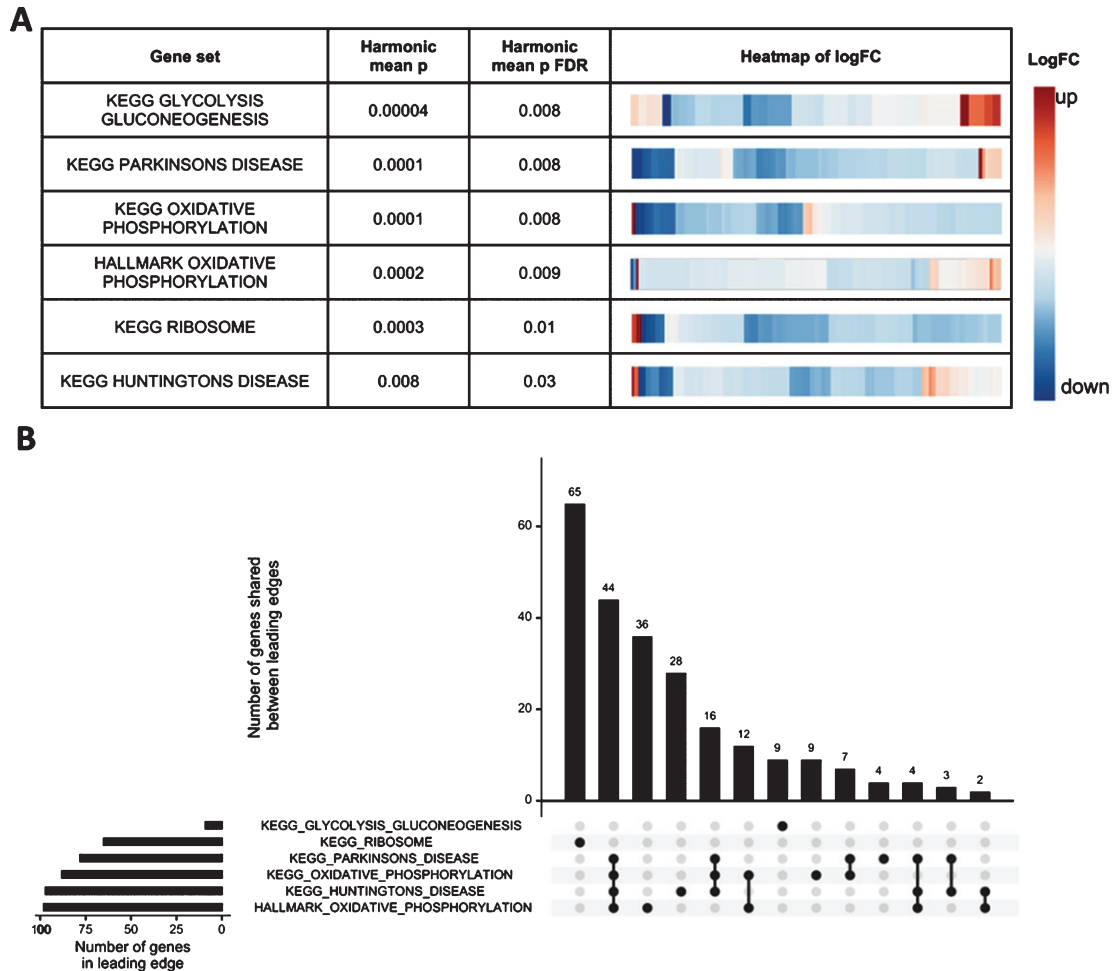 A
Gene set
Harmonic
mean p
Harmonic
mean p FDR
Heatmap of logFC
LogFC
KEGG GLYCOLYSIS
GLUCONEOGENESIS
0.00004
0.008
up
KEGG PARKINSONS DISEASE
0.0001
0.008
KEGG OXIDATIVE
PHOSPHORYLATION
0.0001
0.008
HALLMARK OXIDATIVE
PHOSPHORYLATION
0.0002
0.009
KEGG RIBOSOME
0.0003
0.01
KEGG HUNTINGTONS DISEASE
0.008
0.03
down
B
Number of genes shared
between leading edges
60
40
20
0
65
44
36
28
16
12
9
9
7
4
4
3
2
KEGG_GLYCOLYSIS_GLUCONEOGENESIS
KEGG_RIBOSOME
KEGG_PARKINSONS_DISEASE
KEGG_OXIDATIVE_PHOSPHORYLATION
KEGG_HUNTINGTONS_DISEASE
HALLMARK_OXIDATIVE_PHOSPHORYLATION
100
75
50
25
0
Number of genes
in leading edge